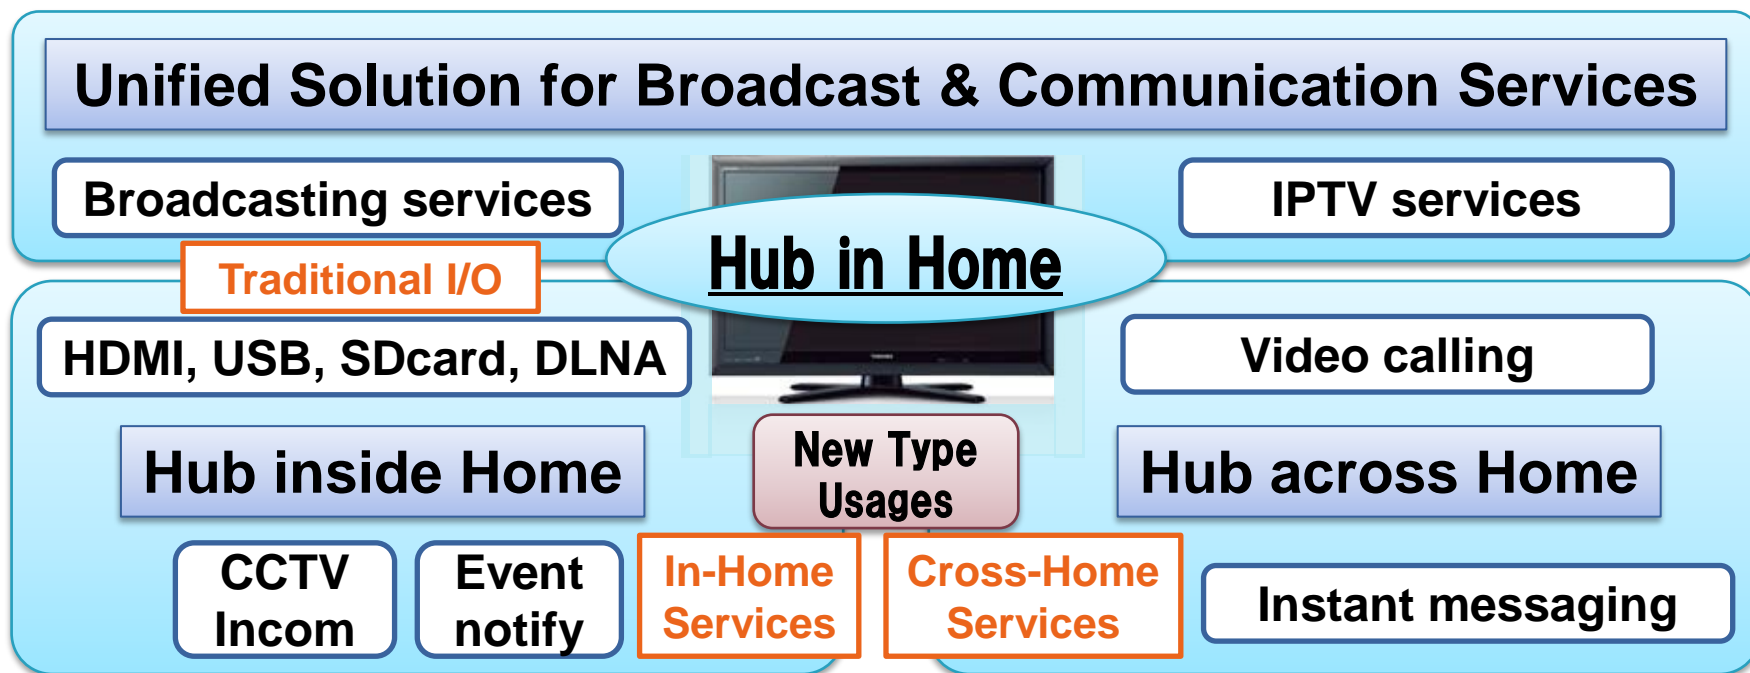 Unified Solution for Broadcast & Communication Services
Broadcasting services
IPTV services
Hub in Home
Traditional I/O
HDMI, USB, SDcard, DLNA
Video calling
TOSHIBA
New Type
Usages
Hub inside Home
Hub across Home
CCTV
Incom
Event
notify
In-Home
Services
Cross-Home
Services
Instant messaging